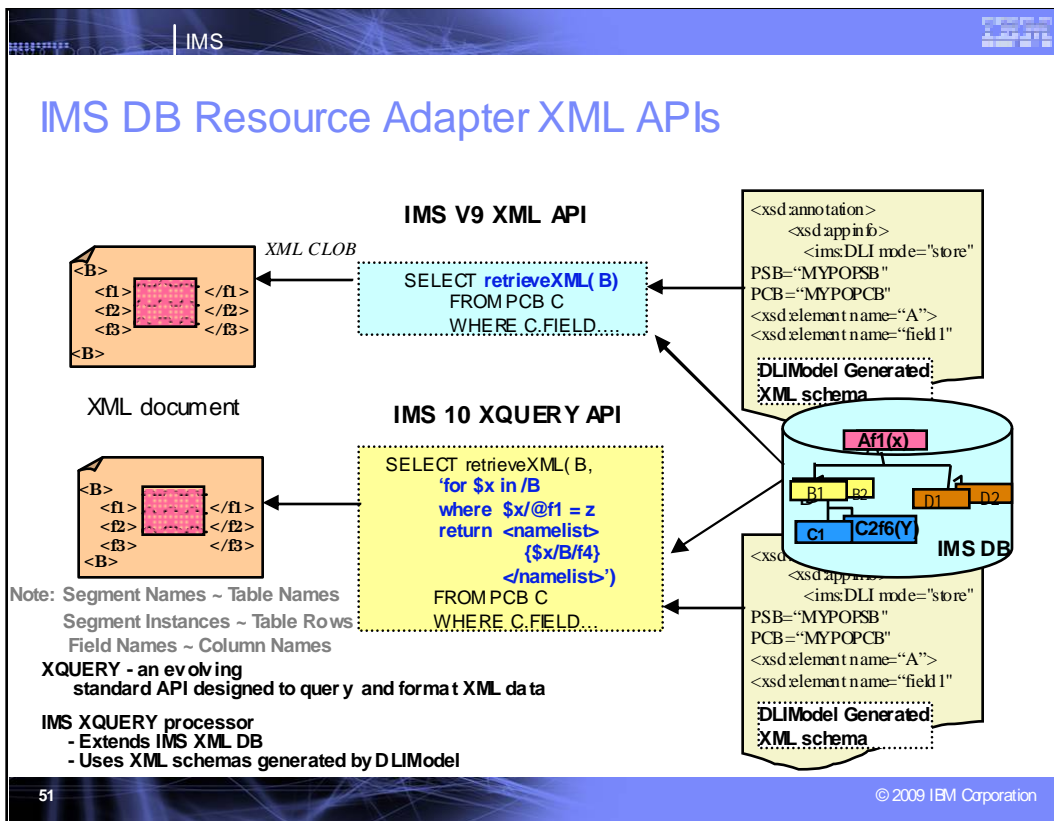 IMS
IBM
IMS DB Resource Adapter XML APIs
IMS V9 XML API
XML CLOB
<B>
<f1> </f1>
<f2> </f2>
<f3> </f3>
<B>
XML document
SELECT retrieveXML( B)
FROM PCB C
WHERE C.FIELD....
<xsd:annotation>
<xsd:appinfo>
<ims:DLI mode="store"
PSB=“MYPOPSB"
PCB=“MYPOPCB"
<xsd:element name=“A”>
<xsd:element name=“field1"
DLIModel Generated
XML schema
IMS 10 XQUERY API
<B>
<f1> </f1>
<f2> </f2>
<f3> </f3>
<B>
SELECT retrieveXML( B,
‘for $x in /B
where $x/@f1 = z
return <namelist>
{$x/B/f4}
</namelist>’)
FROM PCB C
WHERE C.FIELD...
Af1(x)
B1 B2
D1 D2
C1 C2f6(Y)
IMS DB
<xsd
<xsd:appinfo>
<ims:DLI mode="store"
PSB=“MYPOPSB"
PCB=“MYPOPCB"
<xsd:element name=“A”>
<xsd:element name=“field1"
DLIModel Generated
XML schema
Note: Segment Names ~ Table Names
Segment Instances ~ Table Rows
Field Names ~ Column Names
XQUERY - an evolving
standard API designed to query and format XML data
IMS XQUERY processor
- Extends IMS XML DB
- Uses XML schemas generated by DLIModel
51
© 2009 IBM Corporation